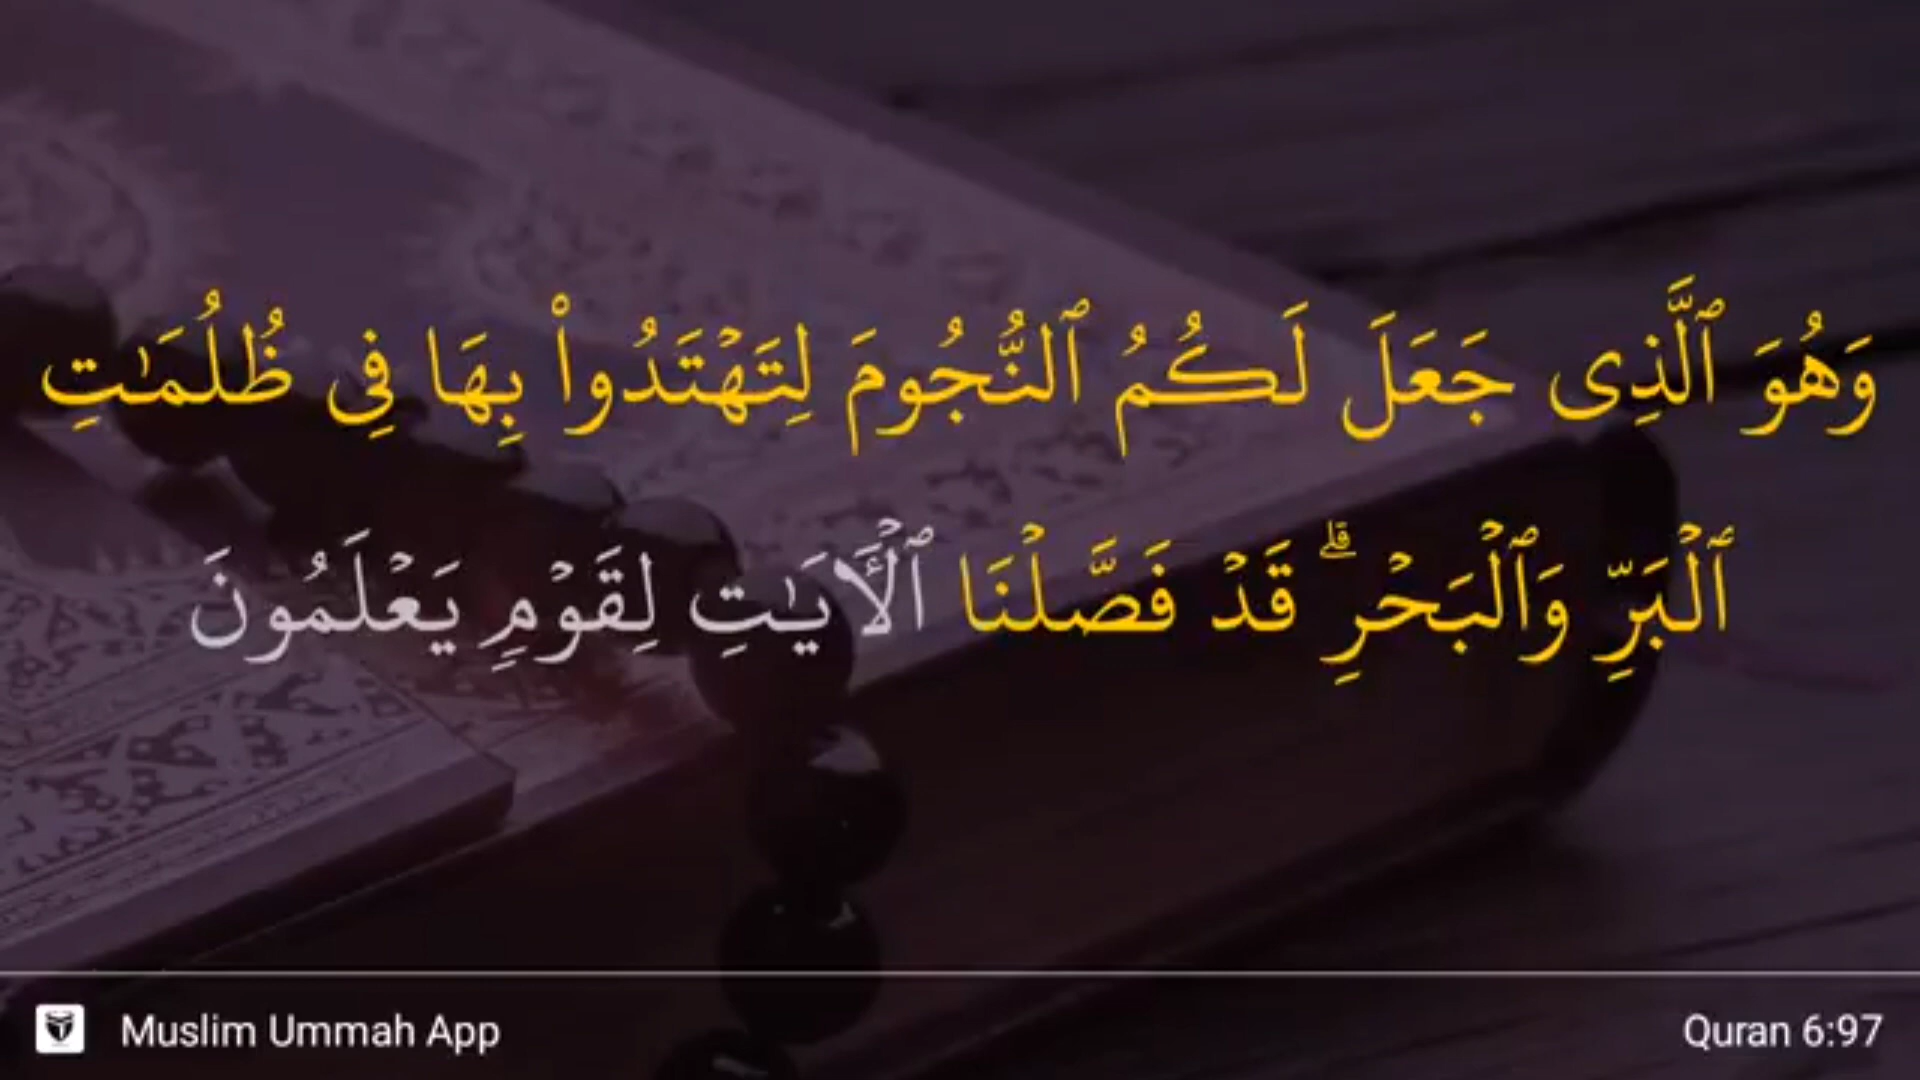 وَهُوَ ٱلَّذِى جَعَلَ لَكُمُ ٱلنُّجُومَ لِتَهْتَدُوا۟ بِهَا فِى ظُلُمَـٰتِ
ٱلْبَرِّ وَٱلْبَحْرِ ۗ قَدْ فَصَّلْنَا ٱلْـَٔايَـٰتِ لِقَوْمٍ يَعْلَمُونَ
Muslim Ummah App
Quran 6:97